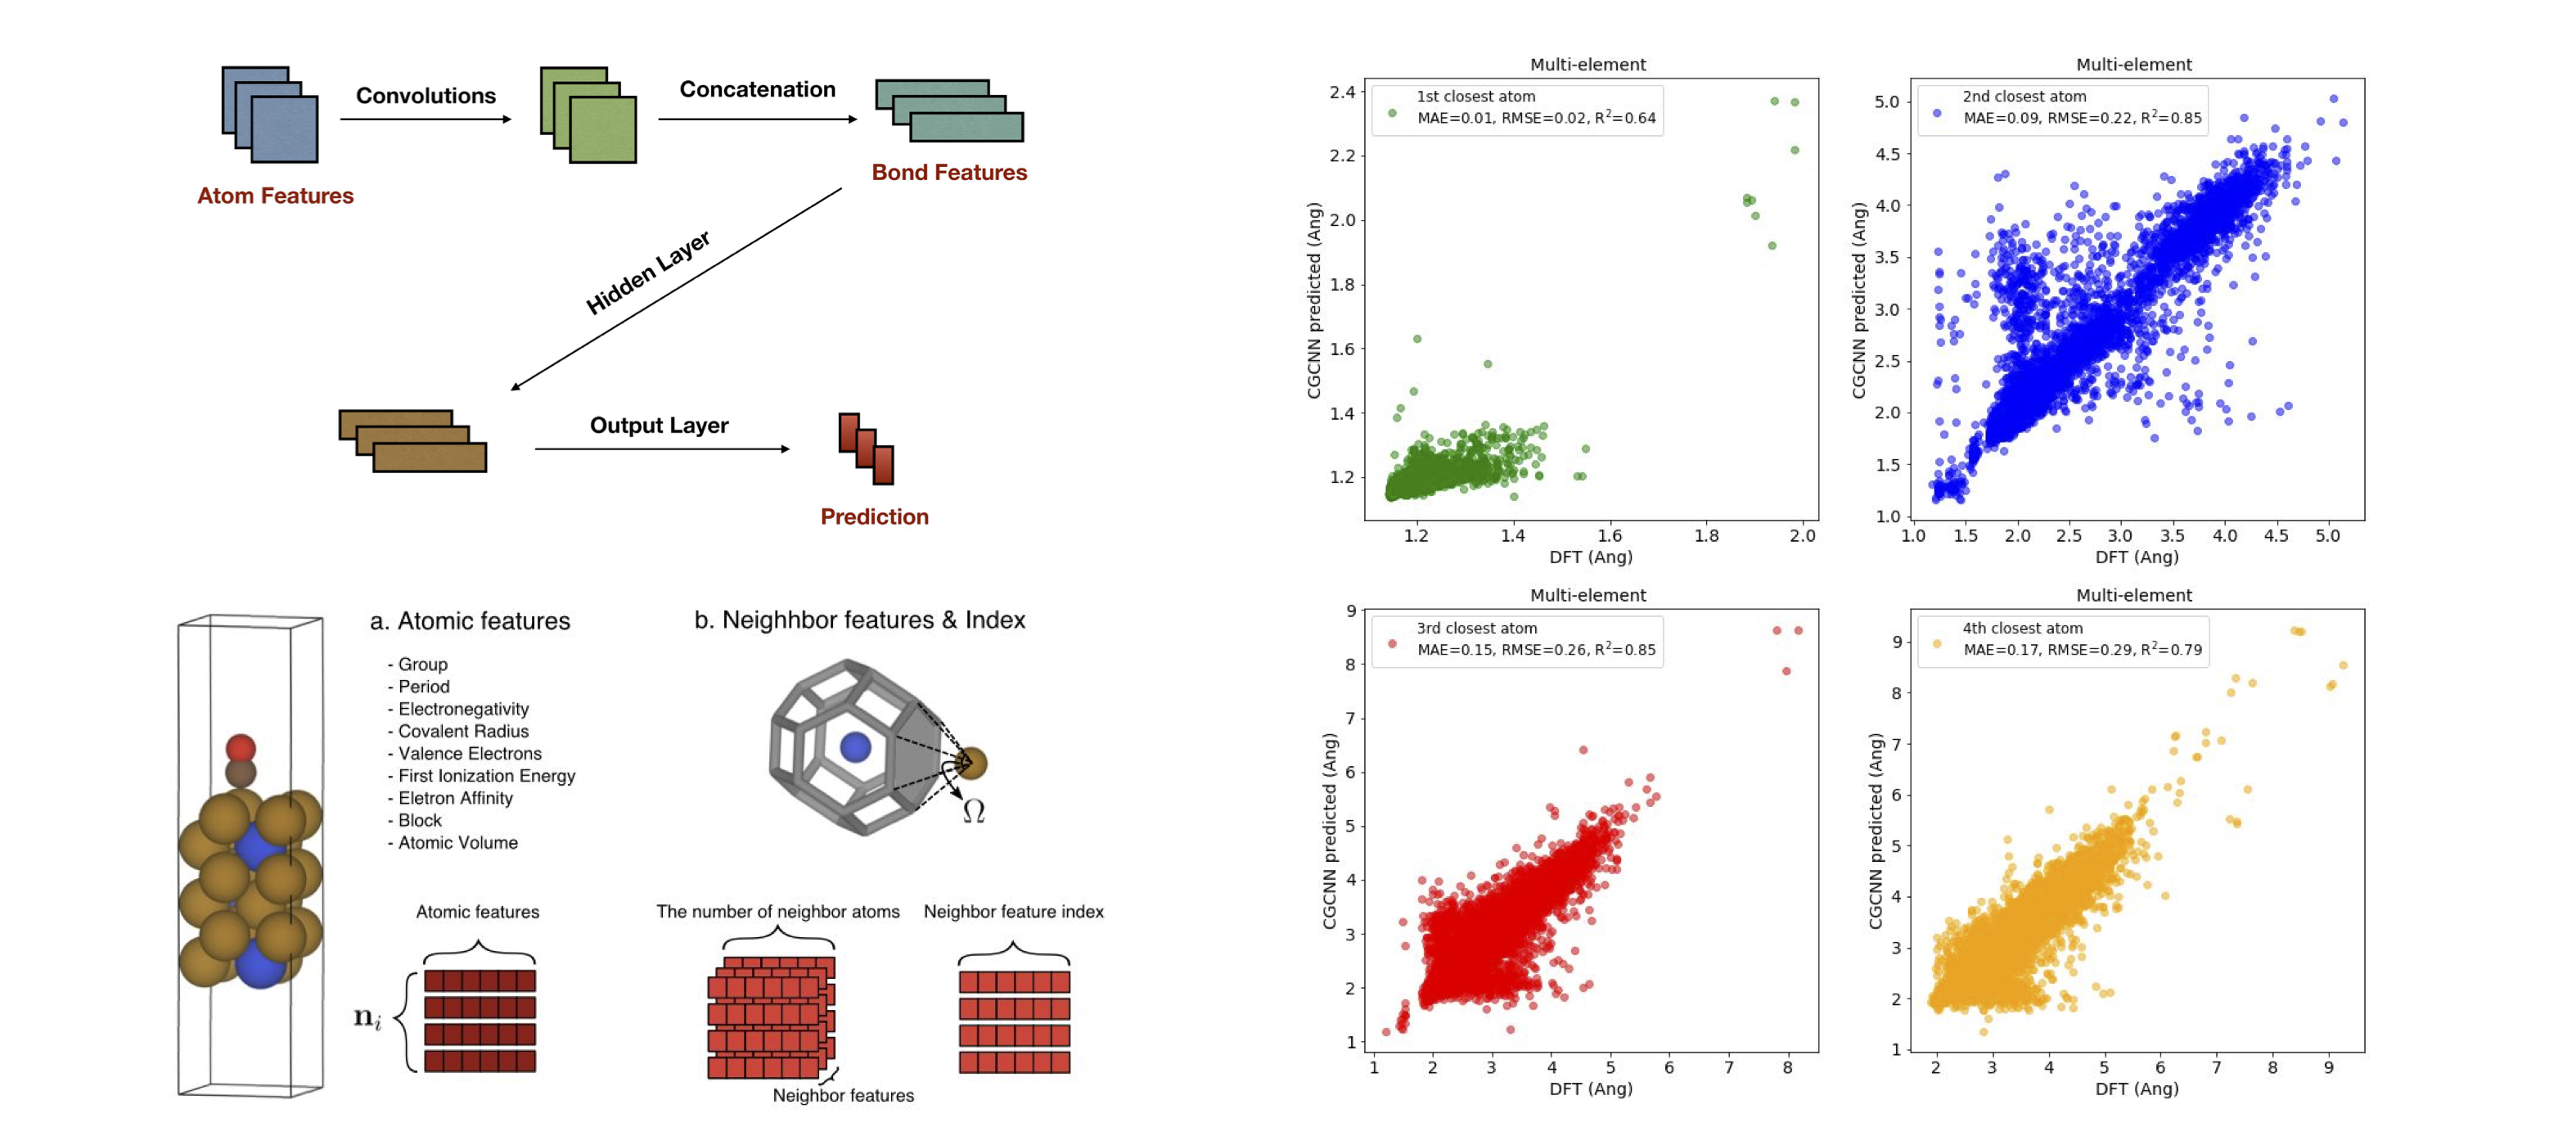 Convolutions
Concatenation
Atom Features
Bond Features
Hidden Layer
Output Layer
Prediction
a. Atomic features
- Group
- Period
- Electronegativity
- Covalent Radius
- Valence Electrons
- First Ionization Energy
- Eletron Affinity
- Block
- Atomic Volume
b. Neighhbor features & Index
Ω
Atomic features
n_i
The number of neighbor atoms
Neighbor features
Neighbor feature index
Multi-element
1st closest atom
MAE=0.01, RMSE=0.02, R²=0.64
CGCNN predicted (Ang)
2.4
2.2
2.0
1.8
1.6
1.4
1.2
1.2 1.4 1.6 1.8 2.0
DFT (Ang)
Multi-element
2nd closest atom
MAE=0.09, RMSE=0.22, R²=0.85
CGCNN predicted (Ang)
5.0
4.5
4.0
3.5
3.0
2.5
2.0
1.5
1.0
1.0 1.5 2.0 2.5 3.0 3.5 4.0 4.5 5.0
DFT (Ang)
Multi-element
3rd closest atom
MAE=0.15, RMSE=0.26, R²=0.85
CGCNN predicted (Ang)
9
8
7
6
5
4
3
2
1
1 2 3 4 5 6 7 8
DFT (Ang)
Multi-element
4th closest atom
MAE=0.17, RMSE=0.29, R²=0.79
CGCNN predicted (Ang)
9
8
7
6
5
4
3
2
1
2 3 4 5 6 7 8 9
DFT (Ang)